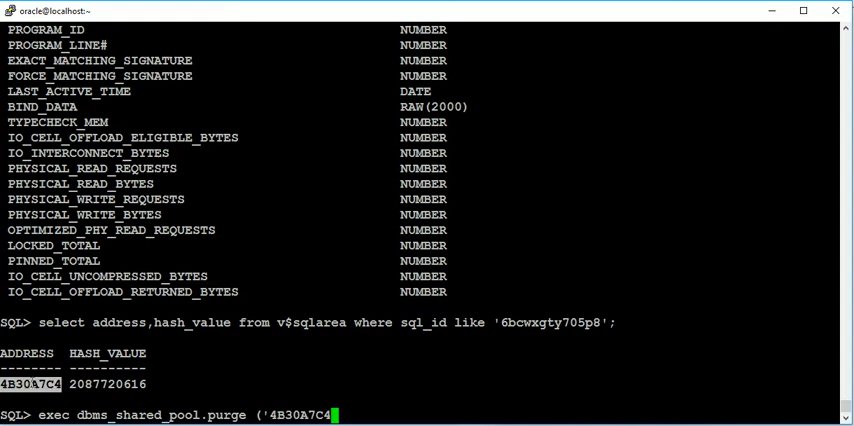 oracle@localhost:~
PROGRAM_ID NUMBER
PROGRAM_LINE# NUMBER
EXACT_MATCHING_SIGNATURE NUMBER
FORCE_MATCHING_SIGNATURE NUMBER
LAST_ACTIVE_TIME DATE
BIND_DATA RAW(2000)
TYPECHECK_MEM NUMBER
IO_CELL_OFFLOAD_ELIGIBLE_BYTES NUMBER
IO_INTERCONNECT_BYTES NUMBER
PHYSICAL_READ_REQUESTS NUMBER
PHYSICAL_READ_BYTES NUMBER
PHYSICAL_WRITE_REQUESTS NUMBER
PHYSICAL_WRITE_BYTES NUMBER
OPTIMIZED_PHY_READ_REQUESTS NUMBER
LOCKED_TOTAL NUMBER
PINNED_TOTAL NUMBER
IO_CELL_UNCOMPRESSED_BYTES NUMBER
IO_CELL_OFFLOAD_RETURNED_BYTES NUMBER
SQL> select address,hash_value from v$sqlarea where sql_id like '6bcwxgty705p8';
ADDRESS HASH_VALUE
-------- ----------
4B30A7C4 2087720616
SQL> exec dbms_shared_pool.purge ('4B30A7C4